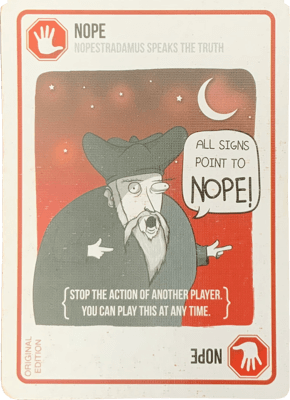 NOPE
NOPESTRADAMUS SPEAKS THE TRUTH
ALL SIGNS
POINT TO
NOPE!
STOP THE ACTION OF ANOTHER PLAYER.
YOU CAN PLAY THIS AT ANY TIME.
ORIGINAL
EDITION
NOPE